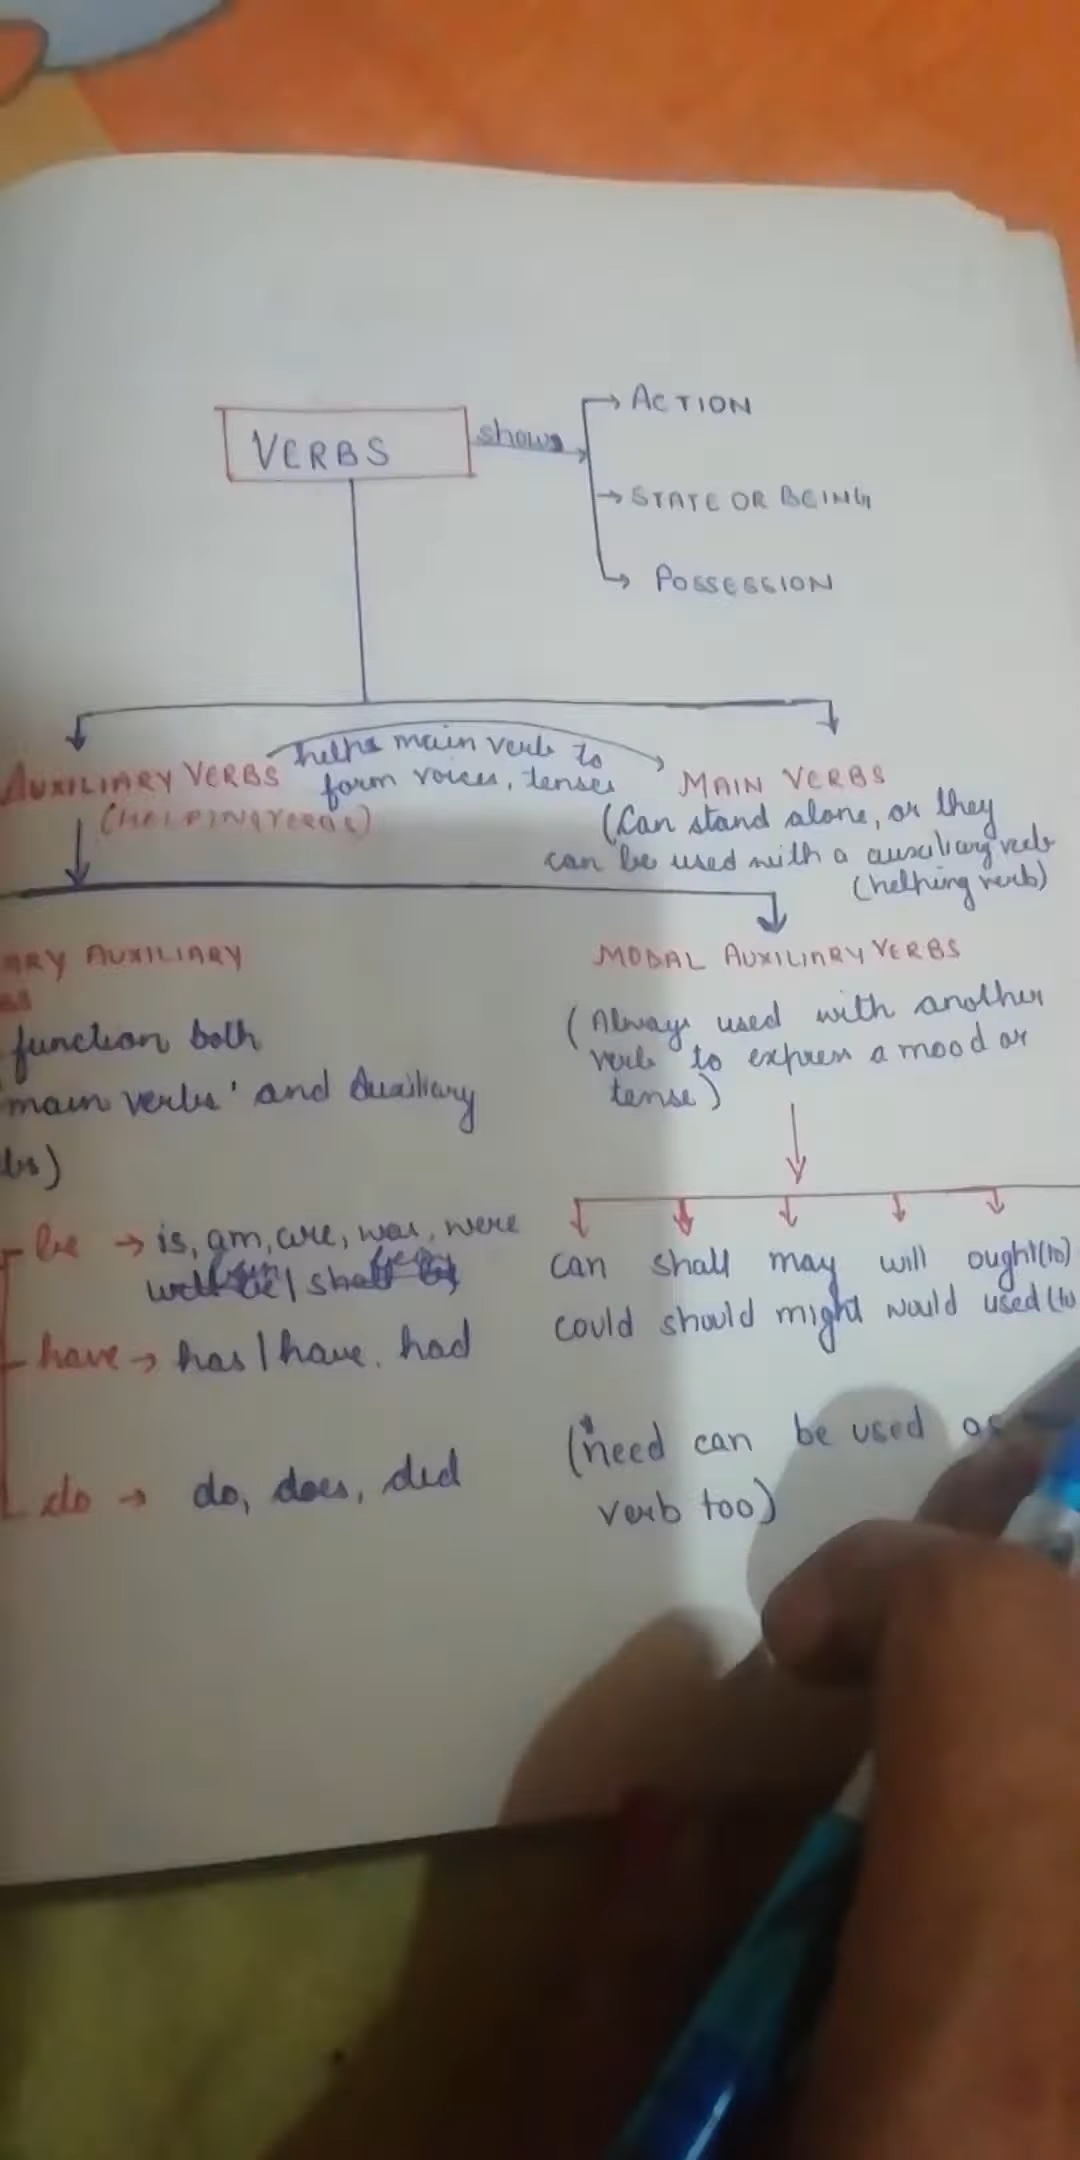 VERBS shows ACTION
STATE OR BEING
POSSESSION
helps main verb to
form voices, tenses
AUXILIARY VERBS
(HELPING VERBS)
MAIN VERBS
(Can stand alone, or they
can be used with a auxiliary verb
(helping verb)
ARY AUXILIARY
function both
main verbs' and Auxiliary
bs)
be → is, am, are, was, were
have → has/have, had
do → do, does, did
MODAL AUXILIARY VERBS
(Always used with another
verb to express a mood or
tense)
can shall may will ought(to)
could should might would used(to
(need can be used as
verb too)